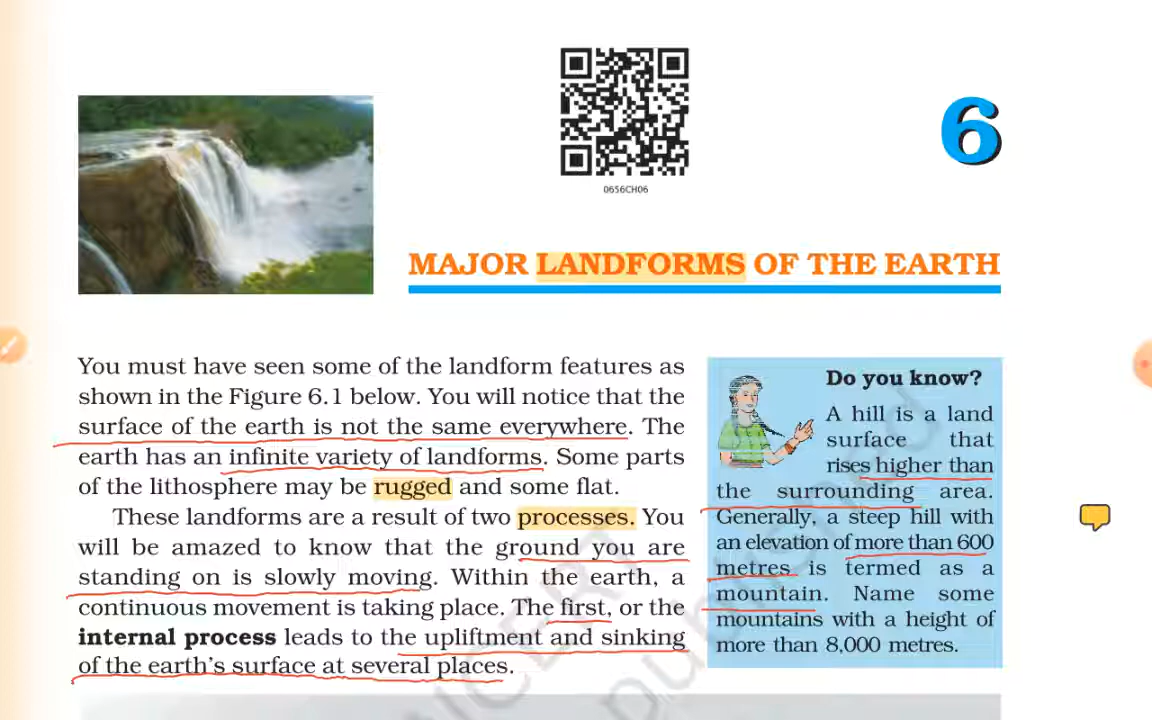 0656CH06
6
MAJOR LANDFORMS OF THE EARTH
You must have seen some of the landform features as
shown in the Figure 6.1 below. You will notice that the
surface of the earth is not the same everywhere. The
earth has an infinite variety of landforms. Some parts
of the lithosphere may be rugged and some flat.
These landforms are a result of two processes. You
will be amazed to know that the ground you are
standing on is slowly moving. Within the earth, a
continuous movement is taking place. The first, or the
internal process leads to the upliftment and sinking
of the earth's surface at several places.
Do you know?
A hill is a land
surface that
rises higher than
the surrounding area.
Generally, a steep hill with
an elevation of more than 600
metres is termed as a
mountain. Name some
mountains with a height of
more than 8,000 metres.
NCERT